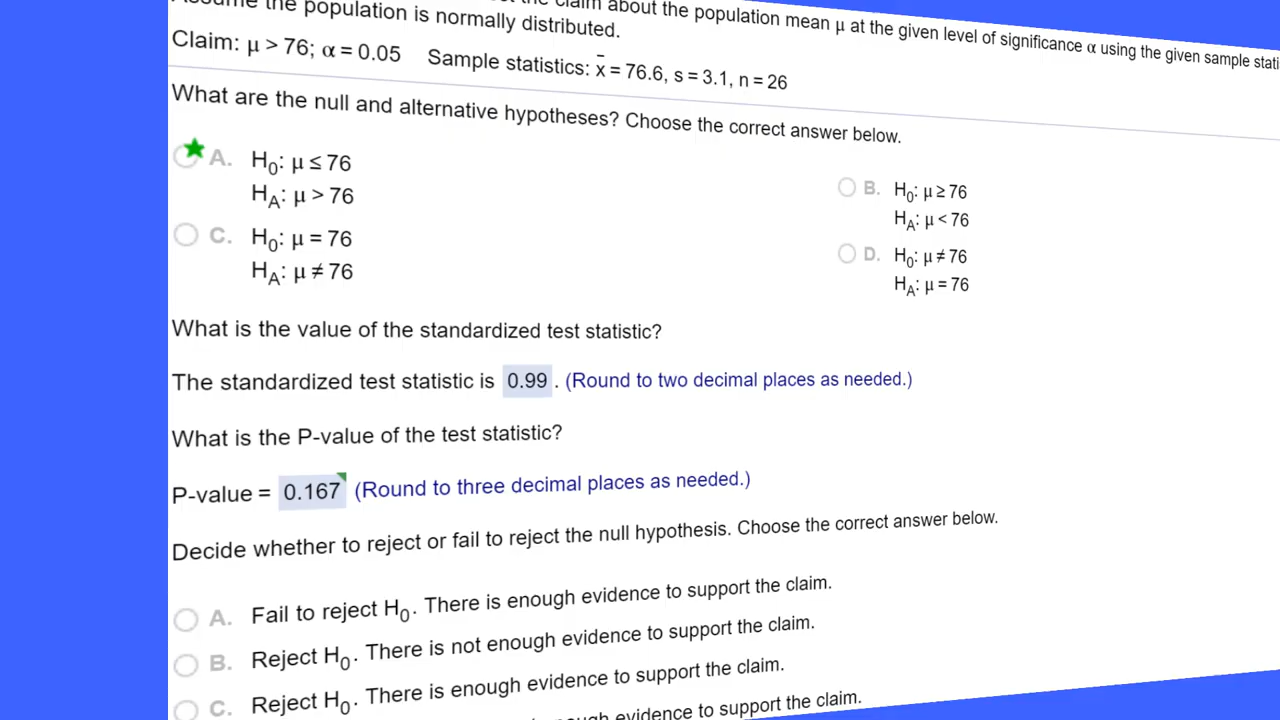 the population is normally distributed.
claim about the population mean μ at the given level of significance α using the given sample
Claim: μ > 76; α = 0.05 Sample statistics: x̄ = 76.6, s = 3.1, n = 26
What are the null and alternative hypotheses? Choose the correct answer below.
A. H₀: μ ≤ 76
Hₐ: μ > 76
B. H₀: μ ≥ 76
Hₐ: μ < 76
C. H₀: μ = 76
Hₐ: μ ≠ 76
D. H₀: μ ≠ 76
Hₐ: μ = 76
What is the value of the standardized test statistic?
The standardized test statistic is 0.99 . (Round to two decimal places as needed.)
What is the P-value of the test statistic?
P-value = 0.167 (Round to three decimal places as needed.)
Decide whether to reject or fail to reject the null hypothesis. Choose the correct answer below.
A. Fail to reject H₀. There is enough evidence to support the claim.
B. Reject H₀. There is not enough evidence to support the claim.
C. Reject H₀. There is enough evidence to support the claim.
evidence to support the claim.